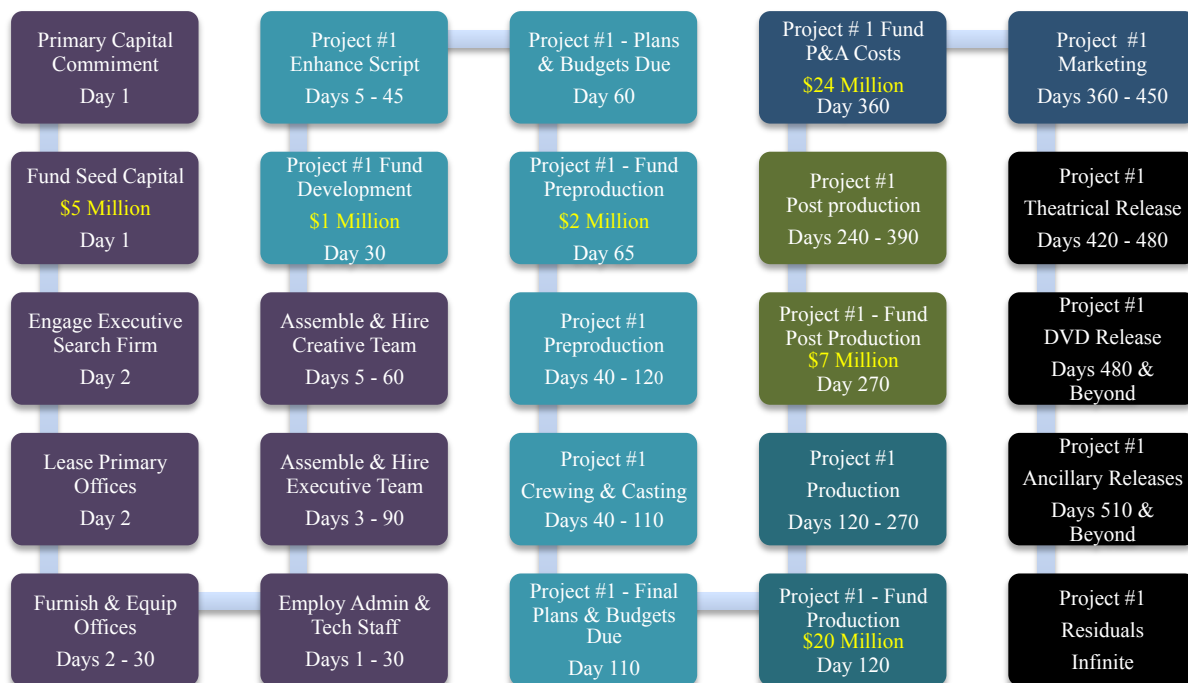 Primary Capital
Commiment
Day 1
Fund Seed Capital
$5 Million
Day 1
Engage Executive
Search Firm
Day 2
Lease Primary
Offices
Day 2
Furnish & Equip
Offices
Days 2 - 30
Employ Admin &
Tech Staff
Days 1 - 30
Assemble & Hire
Executive Team
Days 3 - 90
Assemble & Hire
Creative Team
Days 5 - 60
Project #1 Fund
Development
$1 Million
Day 30
Project #1
Enhance Script
Days 5 - 45
Project #1 - Plans
& Budgets Due
Day 60
Project #1 - Fund
Preproduction
$2 Million
Day 65
Project #1
Preproduction
Days 40 - 120
Project #1
Crewing & Casting
Days 40 - 110
Project #1 - Final
Plans & Budgets
Due
Day 110
Project #1 - Fund
Production
$20 Million
Day 120
Project #1
Production
Days 120 - 270
Project #1 - Fund
Post Production
$7 Million
Day 270
Project #1
Post production
Days 240 - 390
Project # 1 Fund
P&A Costs
$24 Million
Day 360
Project #1
Marketing
Days 360 - 450
Project #1
Theatrical Release
Days 420 - 480
Project #1
DVD Release
Days 480 &
Beyond
Project #1
Ancillary Releases
Days 510 &
Beyond
Project #1
Residuals
Infinite